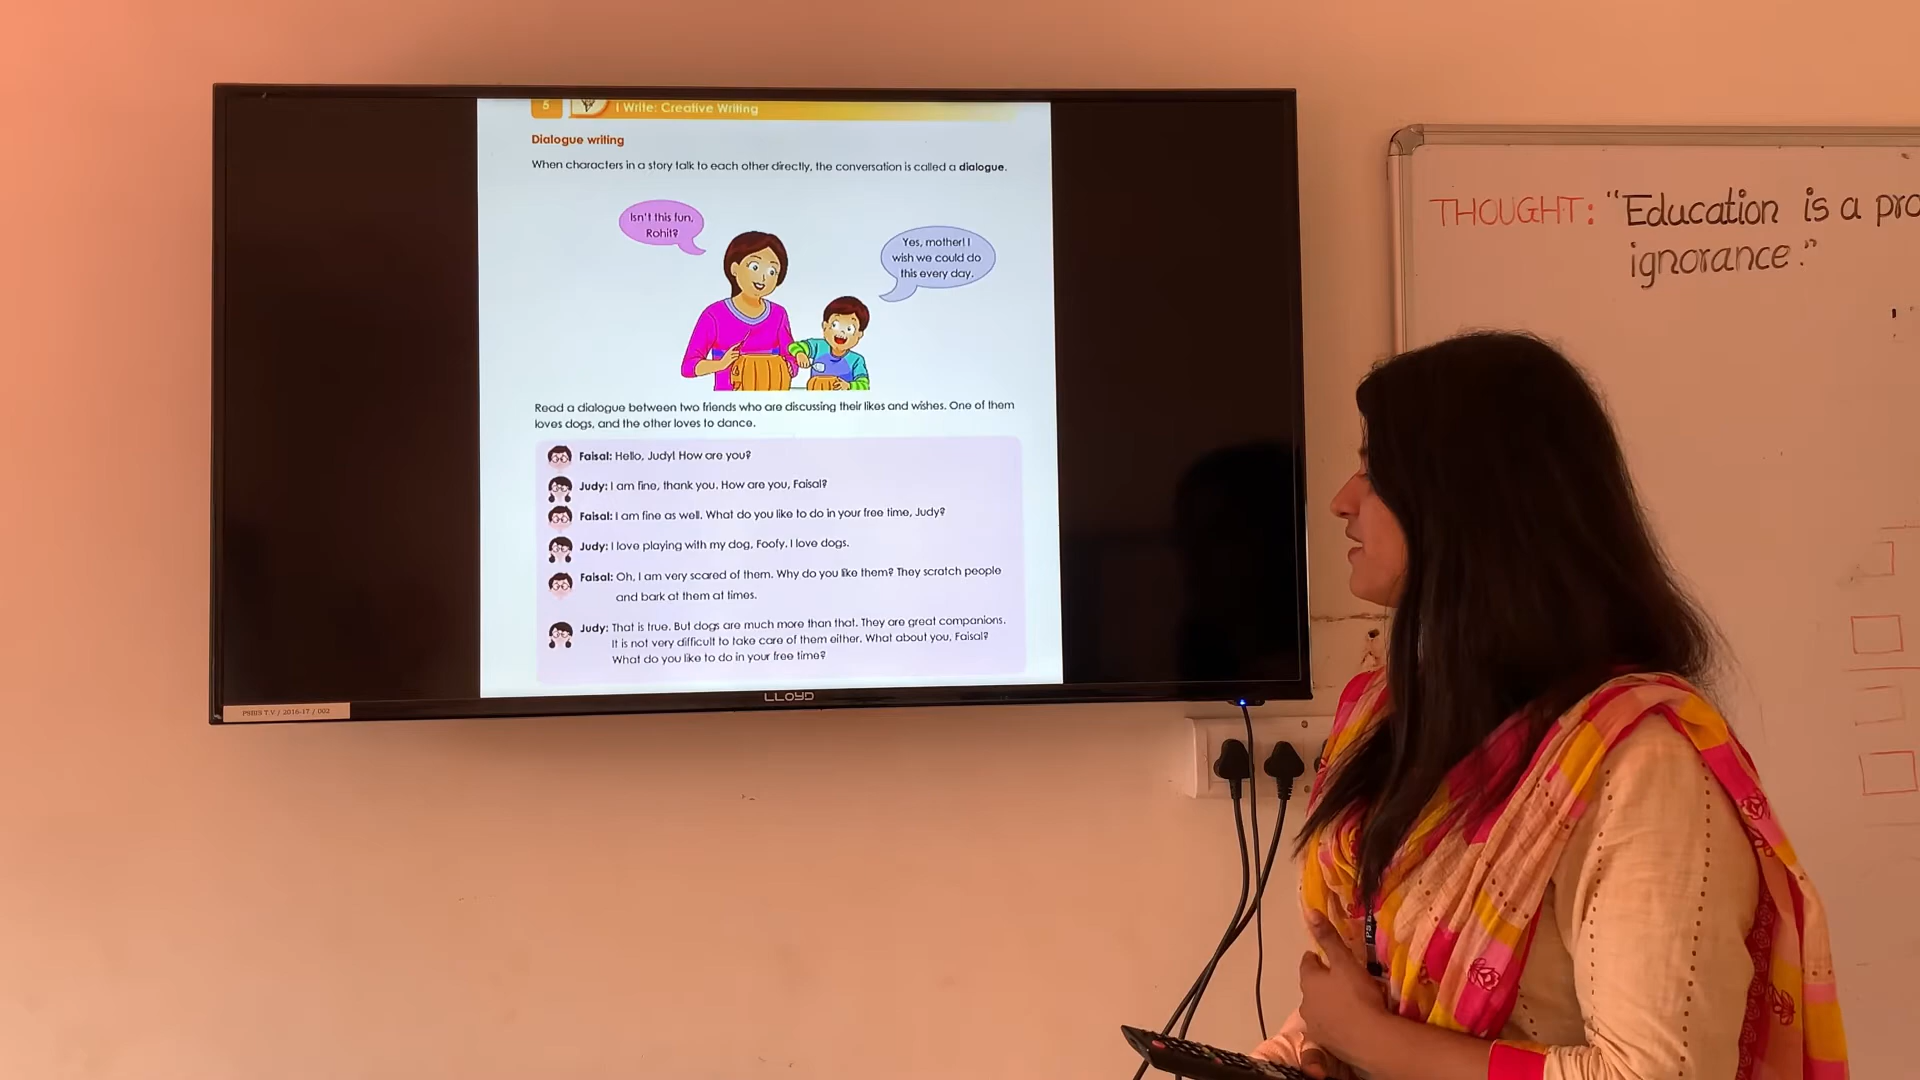 5 I Write: Creative Writing
Dialogue writing
When characters in a story talk to each other directly, the conversation is called a dialogue.
Isn't this fun,
Rohit?
Yes, mother! I
wish we could do
this every day.
Read a dialogue between two friends who are discussing their likes and wishes. One of them
loves dogs, and the other loves to dance.
Faisal: Hello, Judy! How are you?
Judy: I am fine, thank you. How are you, Faisal?
Faisal: I am fine as well. What do you like to do in your free time, Judy?
Judy: I love playing with my dog, Foofy. I love dogs.
Faisal: Oh, I am very scared of them. Why do you like them? They scratch people
and bark at them at times.
Judy: That is true. But dogs are much more than that. They are great companions.
It is not very difficult to take care of them either. What about you, Faisal?
What do you like to do in your free time?
LLOYD
PSBIS T.V / 2016-17 / 002
THOUGHT: "Education is a pro
ignorance."